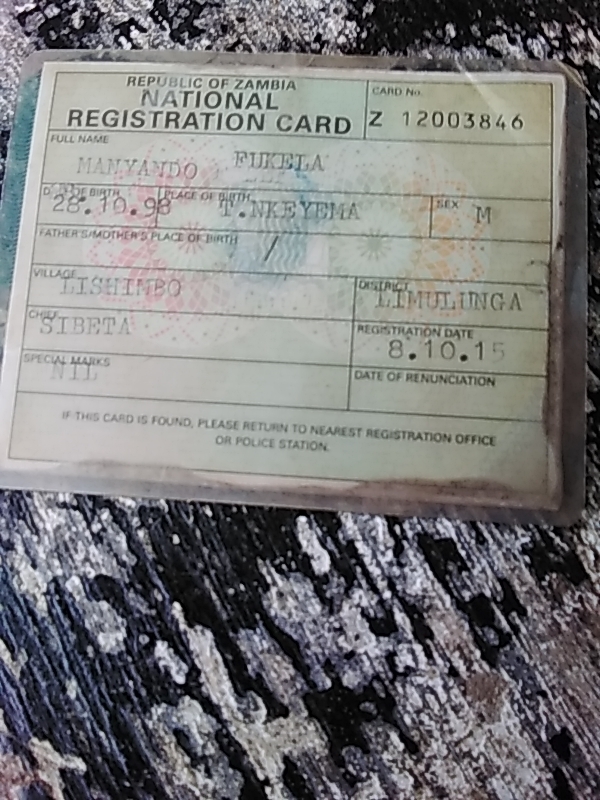 REPUBLIC OF ZAMBIA
NATIONAL
REGISTRATION CARD
CARD No.
Z 12003846
FULL NAME
MANYANDO FUKELA
DATE OF BIRTH
28.10.98
PLACE OF BIRTH
T.NKEYEMA
SEX M
FATHER'S/MOTHER'S PLACE OF BIRTH
/
VILLAGE
LISHINBO
DISTRICT
LIMULUNGA
CHIEF
SIBETA
REGISTRATION DATE
8.10.15
SPECIAL MARKS
NIL
DATE OF RENUNCIATION
IF THIS CARD IS FOUND, PLEASE RETURN TO NEAREST REGISTRATION OFFICE
OR POLICE STATION.